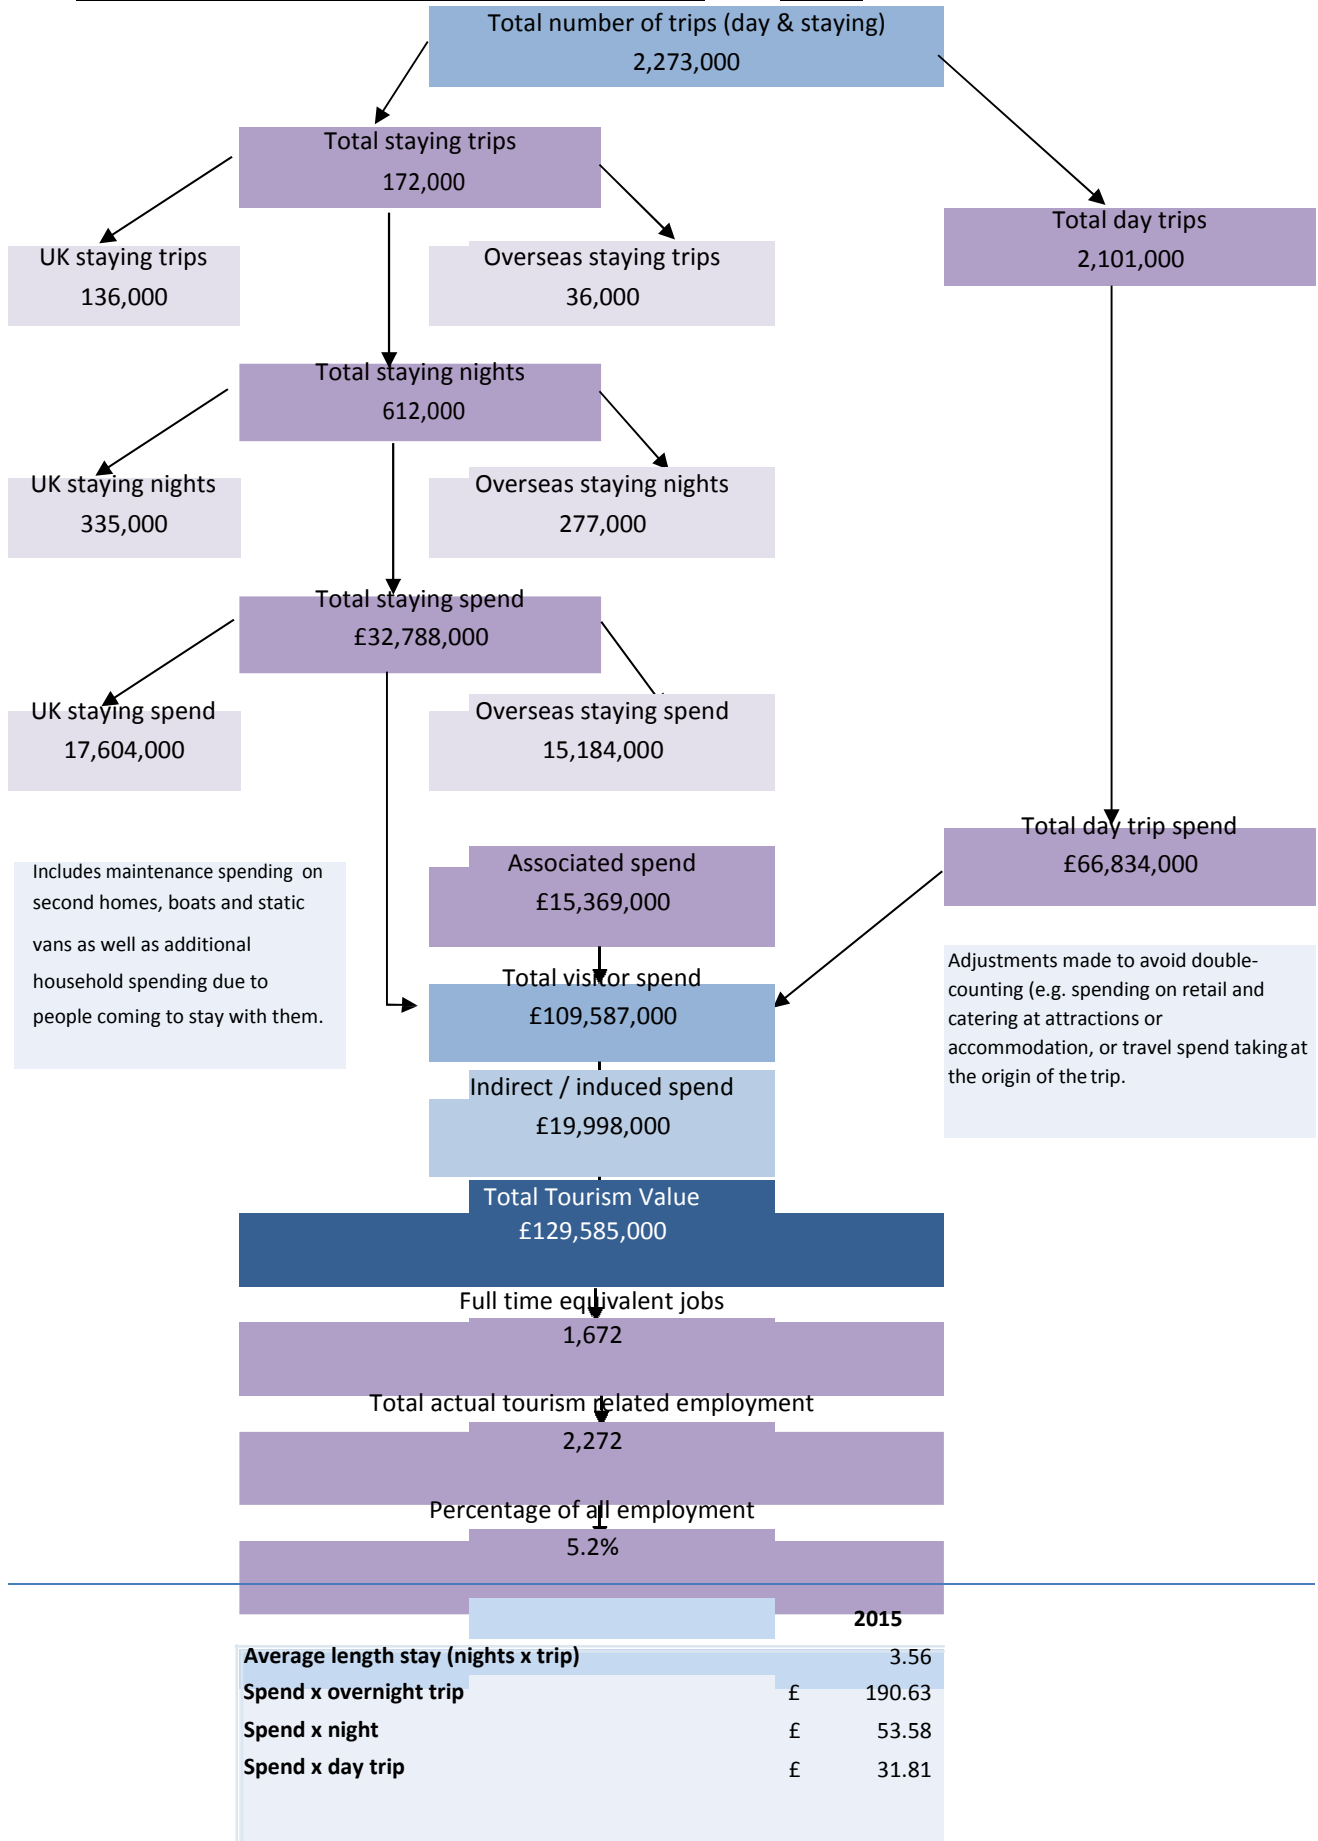 Total number of trips (day & staying)
2,273,000
Total staying trips
172,000
Total day trips
2,101,000
UK staying trips
136,000
Overseas staying trips
36,000
Total staying nights
612,000
UK staying nights
335,000
Overseas staying nights
277,000
Total staying spend
£32,788,000
UK staying spend
17,604,000
Overseas staying spend
15,184,000
Total day trip spend
£66,834,000
Includes maintenance spending on
second homes, boats and static
vans as well as additional
household spending due to
people coming to stay with them.
Associated spend
£15,369,000
Total visitor spend
£109,587,000
Adjustments made to avoid double-
counting (e.g. spending on retail and
catering at attractions or
accommodation, or travel spend taking at
the origin of the trip.
Indirect / induced spend
£19,998,000
Total Tourism Value
£129,585,000
Full time equivalent jobs
1,672
Total actual tourism related employment
2,272
Percentage of all employment
5.2%
2015
Average length stay (nights x trip) 3.56
Spend x overnight trip £ 190.63
Spend x night £ 53.58
Spend x day trip £ 31.81